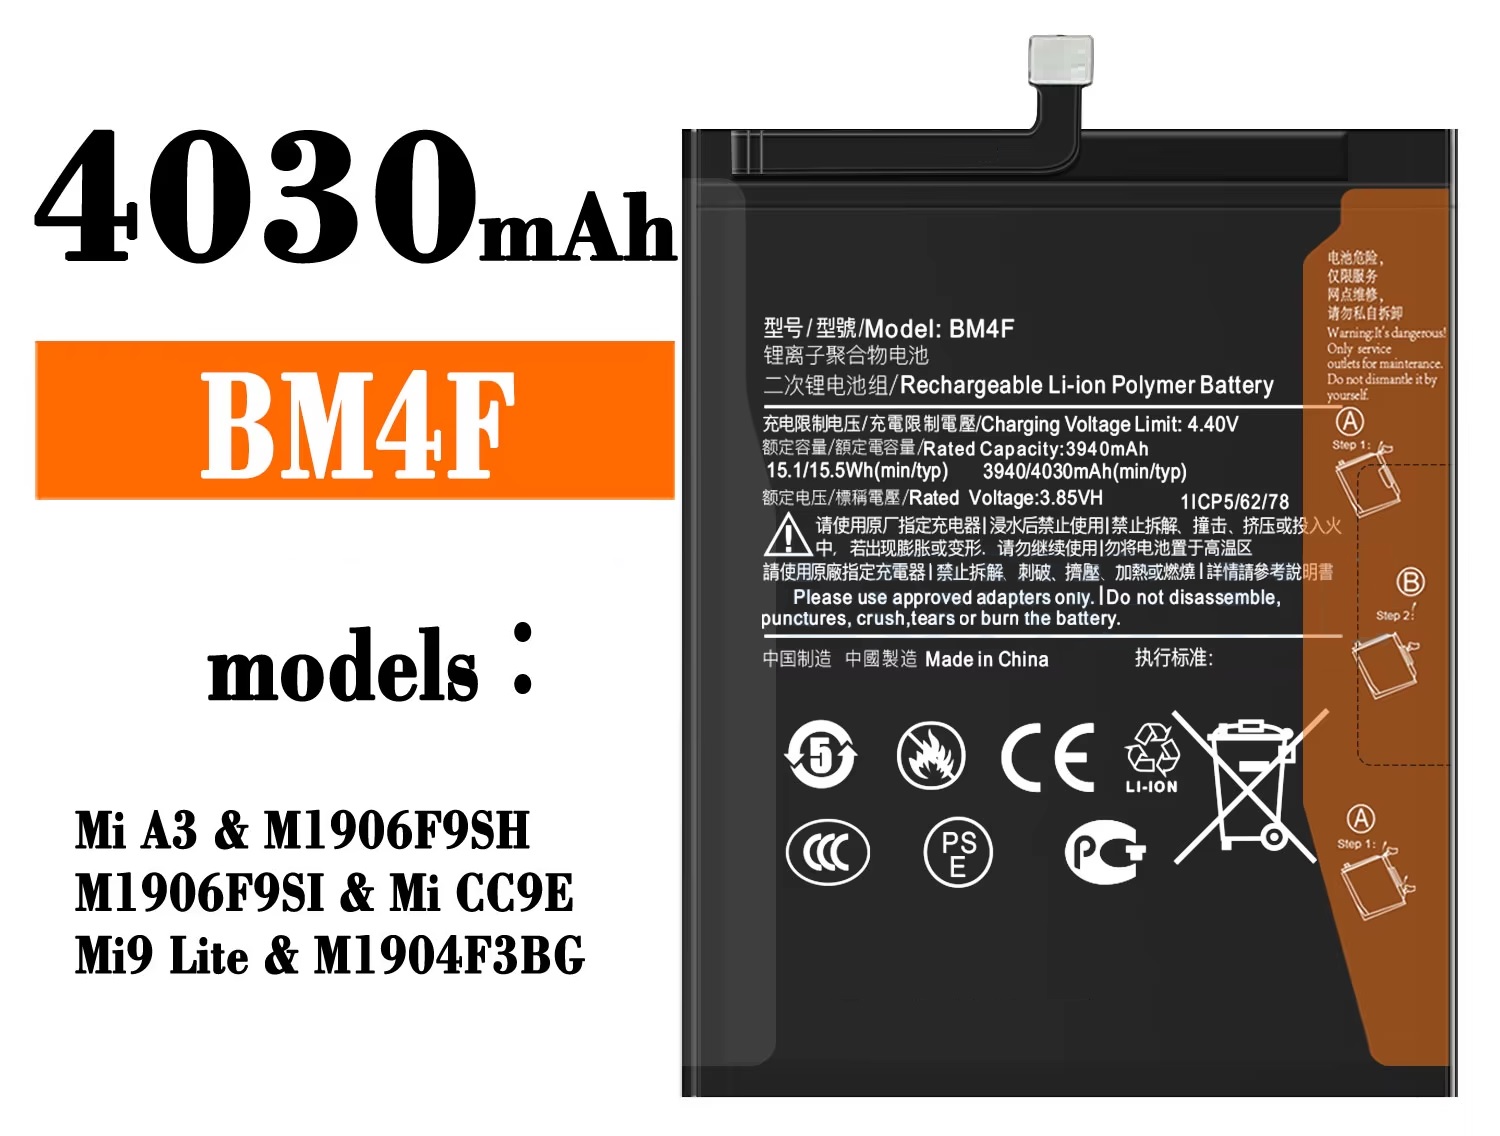 4030mAh
BM4F
models：
Mi A3 & M1906F9SH
M1906F9SI & Mi CC9E
Mi9 Lite & M1904F3BG
型号/型號/Model: BM4F
锂离子聚合物电池
二次锂电池组/Rechargeable Li-ion Polymer Battery
充电限制电压/充電限制電壓/Charging Voltage Limit: 4.40V
额定容量/額定電容量/Rated Capacity:3940mAh
15.1/15.5Wh(min/typ) 3940/4030mAh(min/typ)
额定电压/標稱電壓/Rated Voltage:3.85VH 1ICP5/62/78
请使用原厂指定充电器|浸水后禁止使用|禁止拆解、撞击、挤压或投入火
中，若出现膨胀或变形，请勿继续使用|勿将电池置于高温区
請使用原廠指定充電器|禁止拆解、刺破、擠壓、加熱或燃燒|詳情請參考說明書
Please use approved adapters only.|Do not disassemble,
punctures, crush,tears or burn the battery.
中国制造 中國製造 Made in China 执行标准:
5
CE
LI-ION
CCC
PS
E
PCT
电池危险，
仅限服务
网点维修，
请勿私自拆卸
Warning:It's dangerous!
Only service
outlets for mainterance.
Do not dismantle it by
yourself.
A
Step 1:
B
Step 2:
A
Step 1: